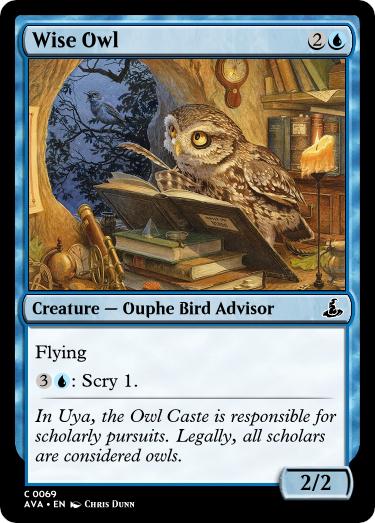 Wise Owl 2
Creature — Ouphe Bird Advisor
Flying
3: Scry 1.
In Uya, the Owl Caste is responsible for
scholarly pursuits. Legally, all scholars
are considered owls.
2/2
C 0069
AVA • EN Chris Dunn